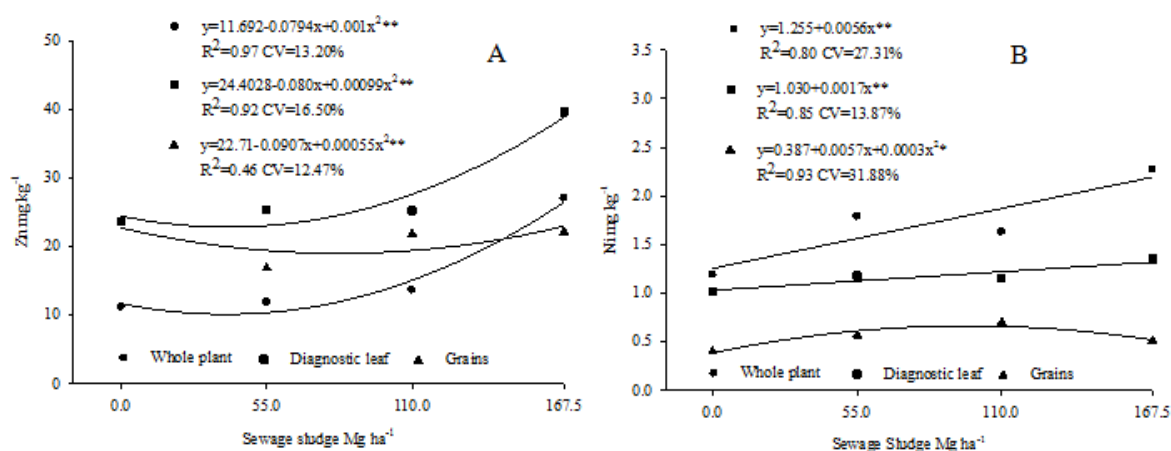 y=11.692-0.0794x+0.001x²**
R²=0.97 CV=13.20%
A
y=24.4028-0.080x+0.00099x²**
R²=0.92 CV=16.50%
y=22.71-0.0907x+0.00055x²**
R²=0.46 CV=12.47%
50
40
30
20
10
0
Zn mg kg⁻¹
Whole plant Diagnostic leaf Grains
0.0 55.0 110.0 167.5
Sewage sludge Mg ha⁻¹
y=1.255+0.0056x**
R²=0.80 CV=27.31%
B
y=1.030+0.0017x**
R²=0.85 CV=13.87%
y=0.387+0.0057x+0.0003x²*
R²=0.93 CV=31.88%
3.5
3.0
2.5
2.0
1.5
1.0
0.5
0.0
Ni mg kg⁻¹
Whole plant Diagnostic leaf Grains
0.0 55.0 110.0 167.5
Sewage Sludge Mg ha⁻¹